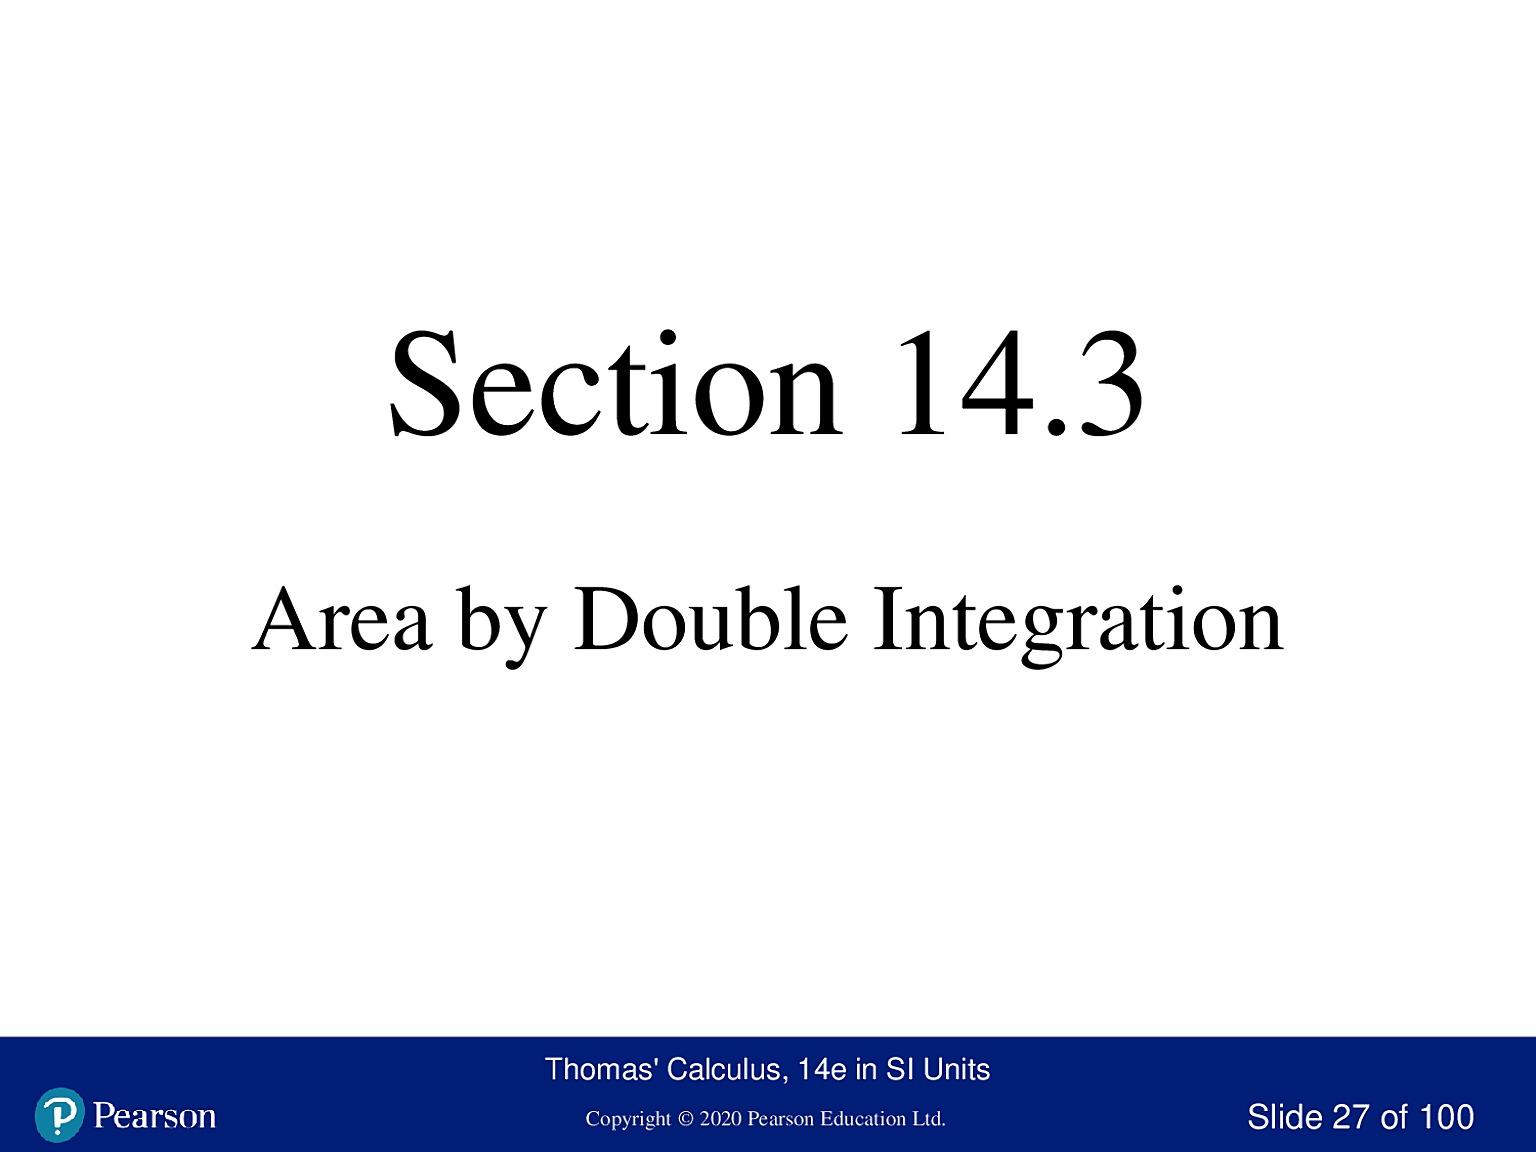 Section 14.3
Area by Double Integration
Thomas' Calculus, 14e in SI Units
Pearson
Copyright © 2020 Pearson Education Ltd.
Slide 27 of 100